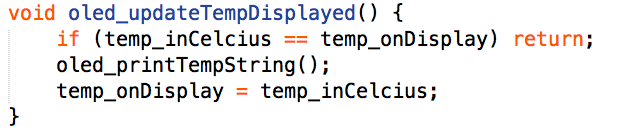 void oled_updateTempDisplayed() {
    if (temp_inCelcius == temp_onDisplay) return;
    oled_printTempString();
    temp_onDisplay = temp_inCelcius;
}